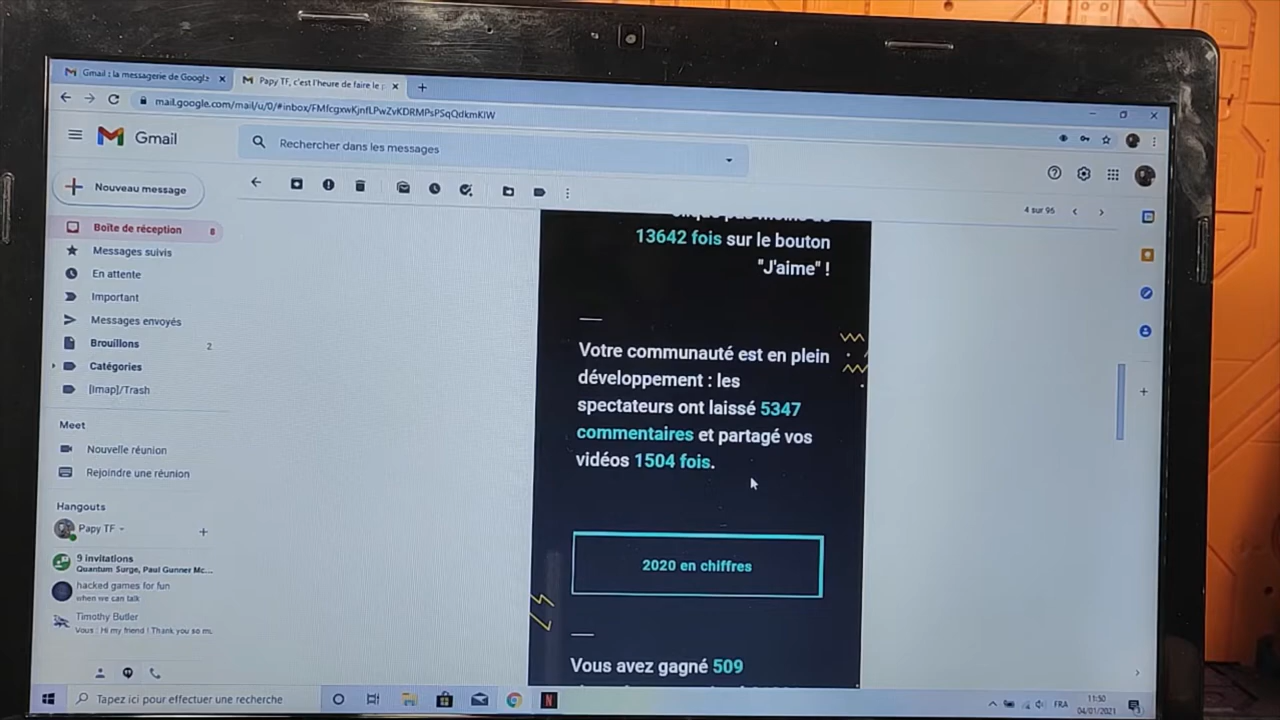 Gmail : la messagerie de Google
Papy TF, c'est l'heure de faire le
mail.google.com/mail/u/0/#inbox/
Gmail
Rechercher dans les messages
Nouveau message
4 sur 95
Boîte de réception 8
Messages suivis
En attente
Important
Messages envoyés
Brouillons 2
Catégories
[Imap]/Trash
Meet
Nouvelle réunion
Rejoindre une réunion
Hangouts
Papy TF
9 invitations
Quantum Surge, Paul Gunner Mc...
hacked games for fun
when we can talk
Timothy Butler
Vous : Hi my friend ! Thank you so m.
13642 fois sur le bouton
"J'aime" !
Votre communauté est en plein
développement : les
spectateurs ont laissé 5347
commentaires et partagé vos
vidéos 1504 fois.
2020 en chiffres
Vous avez gagné 509
Tapez ici pour effectuer une recherche
N
FRA
11:50
04/01/2021